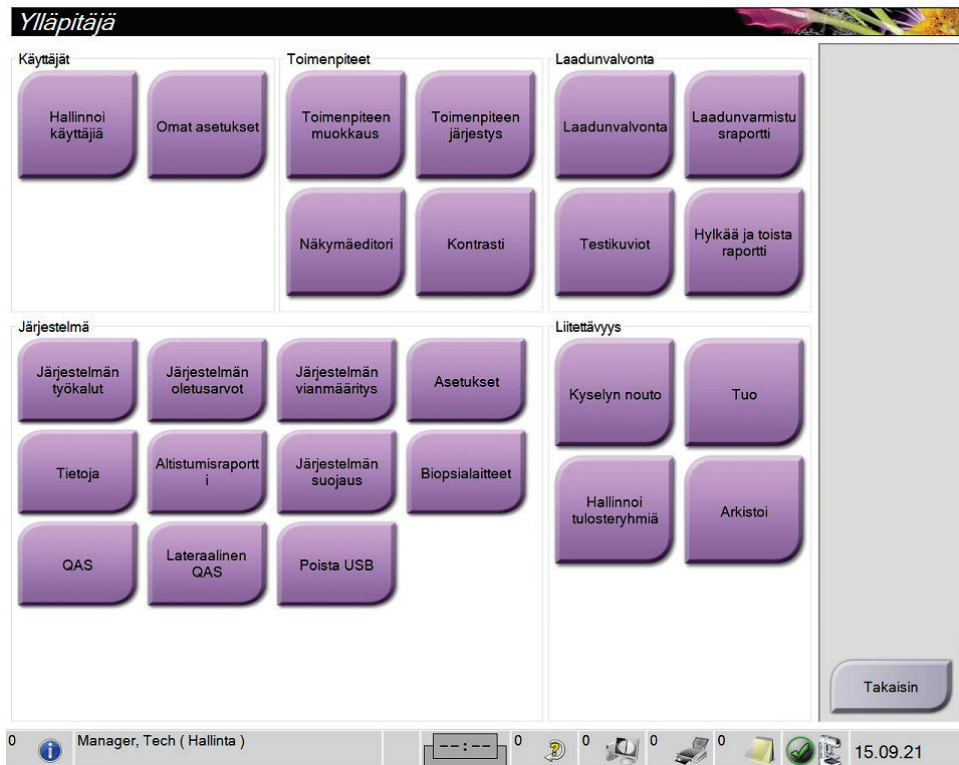 Ylläpitäjä
Käyttäjät
Hallinnoi
käyttäjiä
Omat asetukset
Toimenpiteet
Toimenpiteen
muokkaus
Toimenpiteen
järjestys
Näkymäeditori
Kontrasti
Laadunvalvonta
Laadunvalvonta
Laadunvarmistu
sraportti
Testikuviot
Hylkää ja toista
raportti
Järjestelmä
Järjestelmän
työkalut
Järjestelmän
oletusarvot
Järjestelmän
vianmääritys
Asetukset
Tietoja
Altistumisraportt
i
Järjestelmän
suojaus
Biopsialaitteet
QAS
Lateraalinen
QAS
Poista USB
Liitettävyys
Kyselyn nouto
Tuo
Hallinnoi
tulosteryhmiä
Arkistoi
Takaisin
0 Manager, Tech ( Hallinta ) --:-- 0 0 0 0 15.09.21